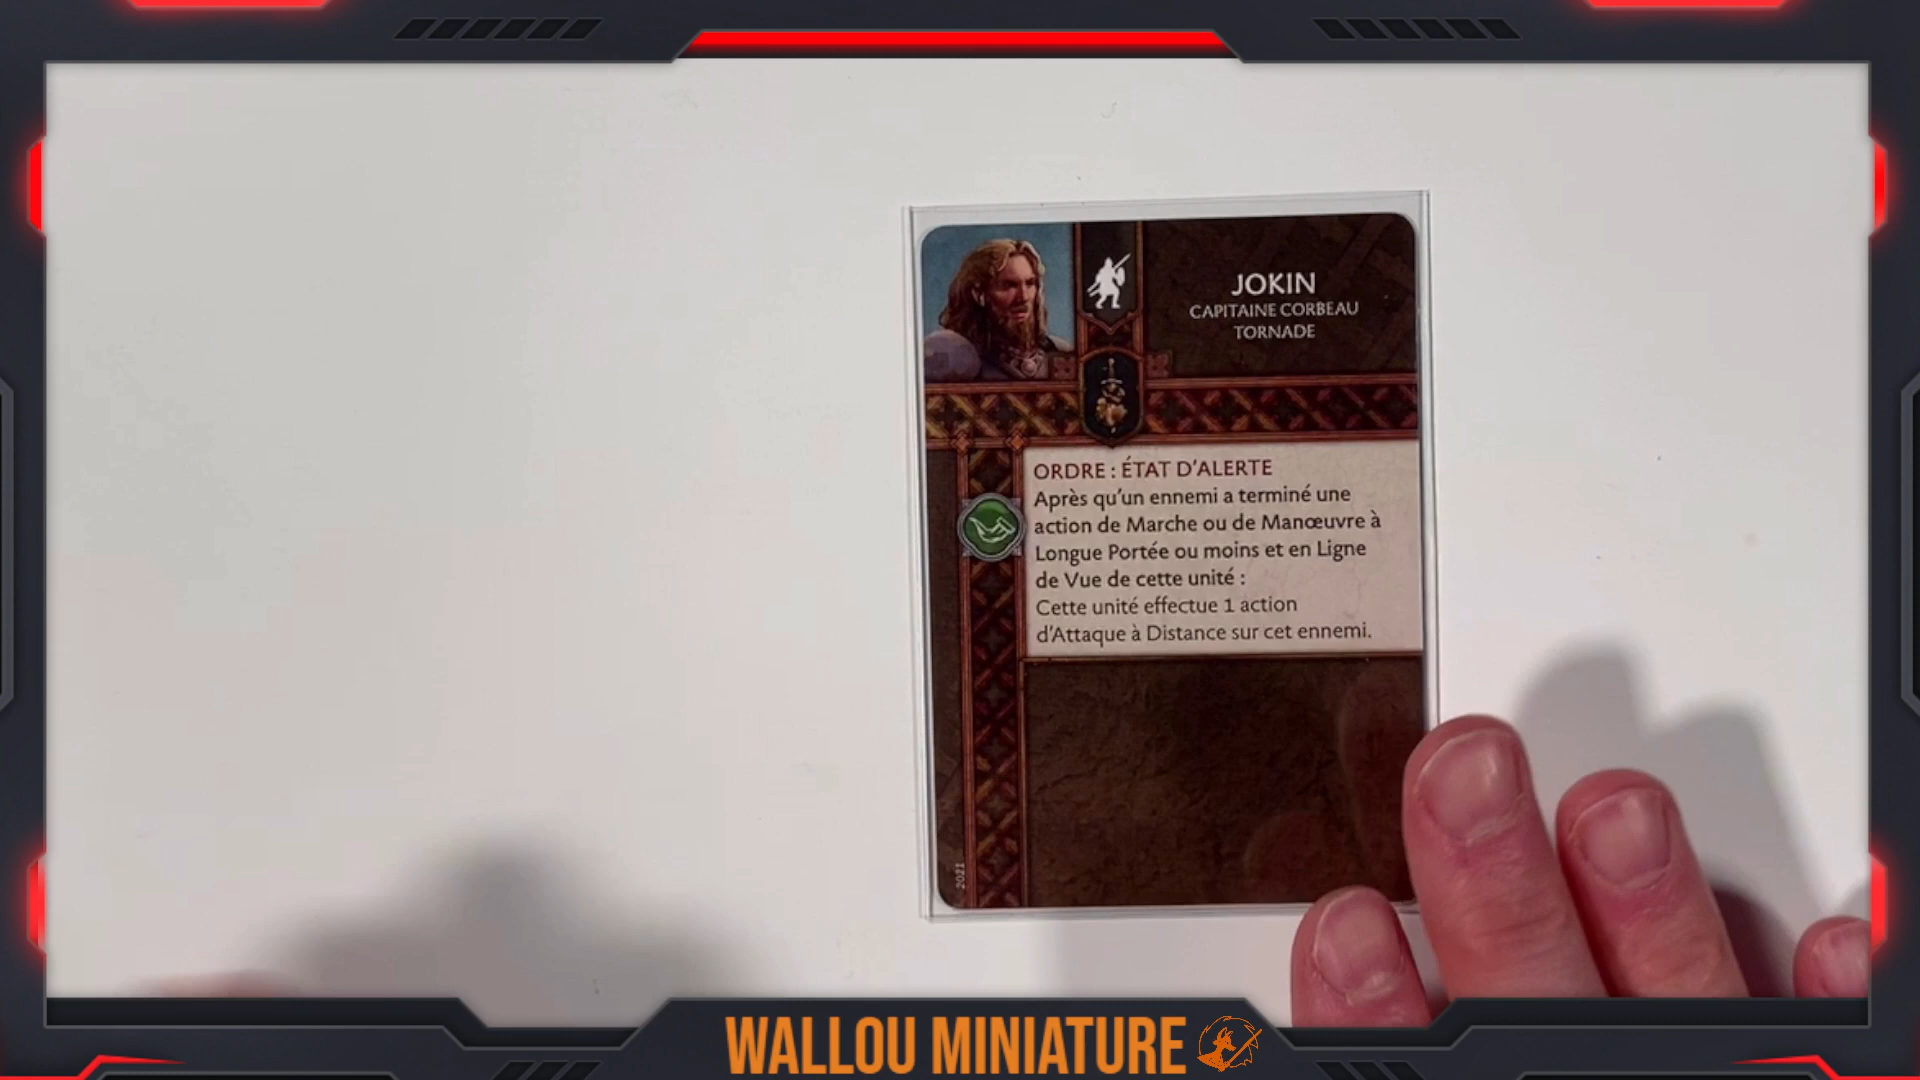 JOKIN
CAPITAINE CORBEAU
TORNADE
ORDRE : ÉTAT D'ALERTE
Après qu'un ennemi a terminé une
action de Marche ou de Manœuvre à
Longue Portée ou moins et en Ligne
de Vue de cette unité :
Cette unité effectue 1 action
d'Attaque à Distance sur cet ennemi.
2021
WALLOU MINIATURE